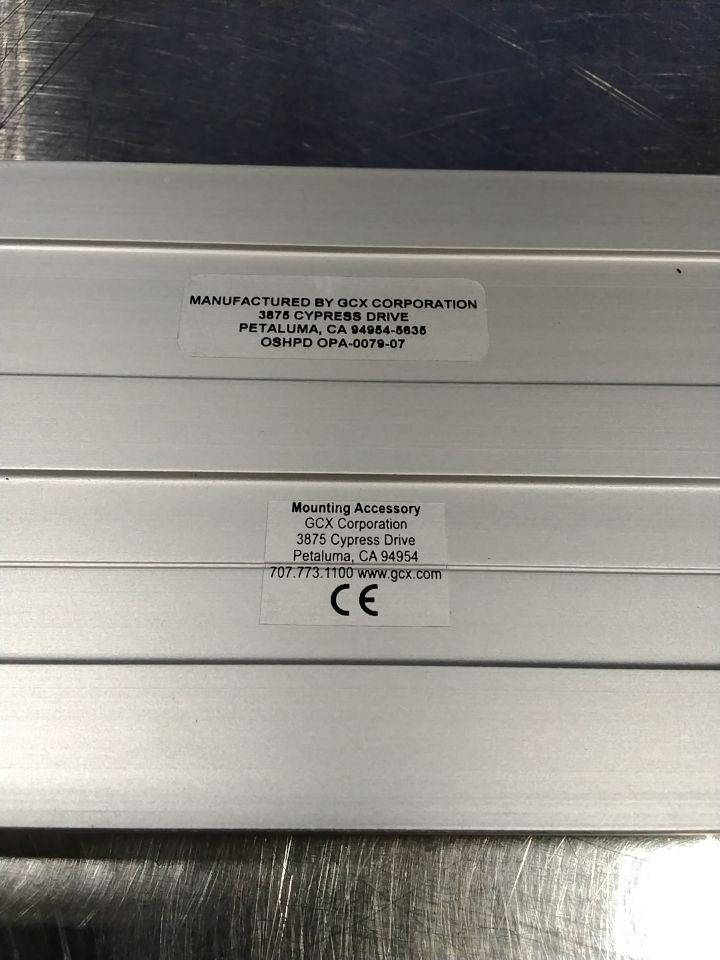 MANUFACTURED BY GCX CORPORATION
3875 CYPRESS DRIVE
PETALUMA, CA 94954-5635
OSHPD OPA-0079-07
Mounting Accessory
GCX Corporation
3875 Cypress Drive
Petaluma, CA 94954
707.773.1100 www.gcx.com
CE